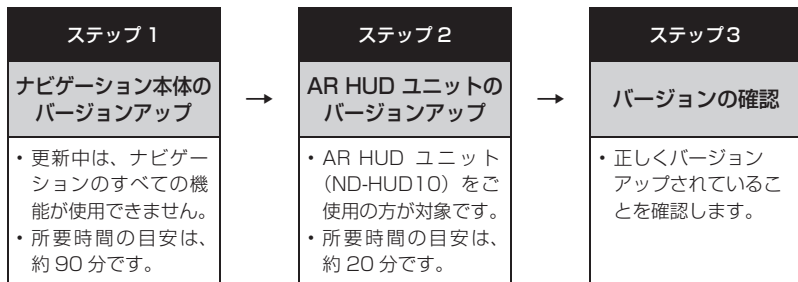 ステップ 1
ナビゲーション本体の
バージョンアップ
・更新中は、ナビゲー
ションのすべての機
能が使用できません。
・所要時間の目安は、
約 90 分です。
→
ステップ 2
AR HUD ユニットの
バージョンアップ
・AR HUD ユニット
（ND-HUD10）をご
使用の方が対象です。
・所要時間の目安は、
約 20 分です。
→
ステップ3
バージョンの確認
・正しくバージョン
アップされているこ
とを確認します。